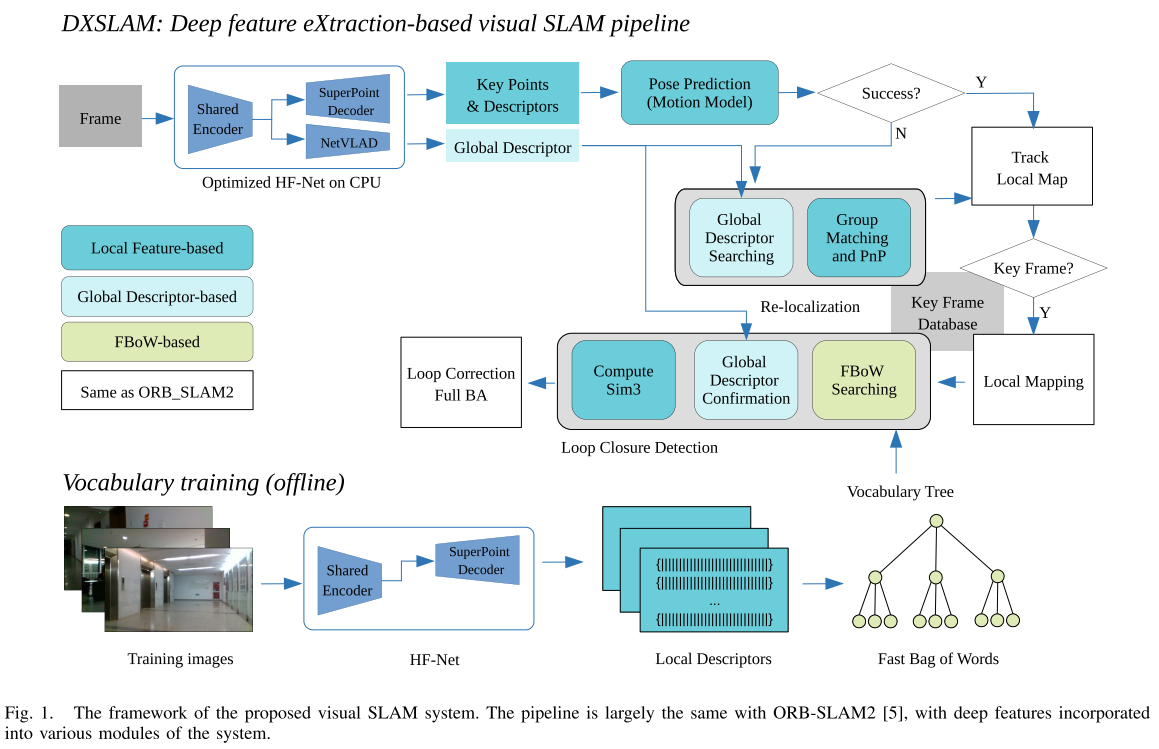 DXSLAM: Deep feature eXtraction-based visual SLAM pipeline
Frame
Shared
Encoder
SuperPoint
Decoder
NetVLAD
Optimized HF-Net on CPU
Key Points
& Descriptors
Global Descriptor
Pose Prediction
(Motion Model)
Success?
Y
N
Track
Local Map
Global
Descriptor
Searching
Group
Matching
and PnP
Re-localization
Key Frame?
Y
Key Frame
Database
Local Feature-based
Global Descriptor-based
FBoW-based
Same as ORB_SLAM2
Loop Correction
Full BA
Compute
Sim3
Global
Descriptor
Confirmation
FBoW
Searching
Local Mapping
Loop Closure Detection
Vocabulary training (offline)
Vocabulary Tree
Shared
Encoder
SuperPoint
Decoder
{||||||||||||||||||||||||||||||}
{||||||||||||||||||||||||||||||}
...
{||||||||||||||||||||||||||||||}
Training images
HF-Net
Local Descriptors
Fast Bag of Words
Fig. 1. The framework of the proposed visual SLAM system. The pipeline is largely the same with ORB-SLAM2 [5], with deep features incorporated
into various modules of the system.